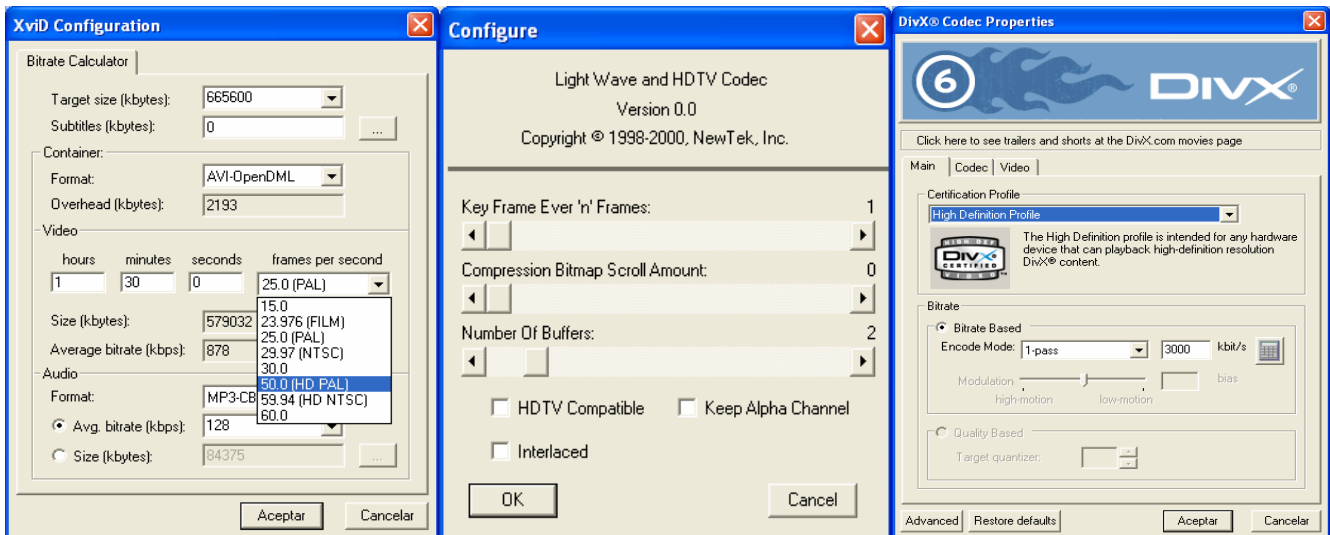 XviD Configuration
Bitrate Calculator
Target size (kbytes): 665600
Subtitles (kbytes): 0 ...
Container:
Format: AVI-OpenDML
Overhead (kbytes): 2193
Video
hours minutes seconds frames per second
1 30 0 25.0 (PAL)
15.0
23.976 (FILM)
25.0 (PAL)
29.97 (NTSC)
30.0
50.0 (HD PAL)
59.94 (HD NTSC)
60.0
Size (kbytes): 579032
Average bitrate (kbps): 878
Audio
Format: MP3-CB
Avg. bitrate (kbps): 128
Size (kbytes): 84375 ...
Aceptar Cancelar
Configure
Light Wave and HDTV Codec
Version 0.0
Copyright © 1998-2000, NewTek, Inc.
Key Frame Ever 'n' Frames: 1
Compression Bitmap Scroll Amount: 0
Number Of Buffers: 2
HDTV Compatible Keep Alpha Channel
Interlaced
OK Cancel
DivX® Codec Properties
6 DIVX®
Click here to see trailers and shorts at the DivX.com movies page
Main Codec Video
Certification Profile
High Definition Profile
HIGH DEF
DIVX
CERTIFIED
VIDEO
The High Definition profile is intended for any hardware
device that can playback high-definition resolution
DivX® content.
Bitrate
Bitrate Based
Encode Mode: 1-pass 3000 kbit/s
Modulation bias
high-motion low-motion
Quality Based
Target quantizer:
Advanced Restore defaults Aceptar Cancelar